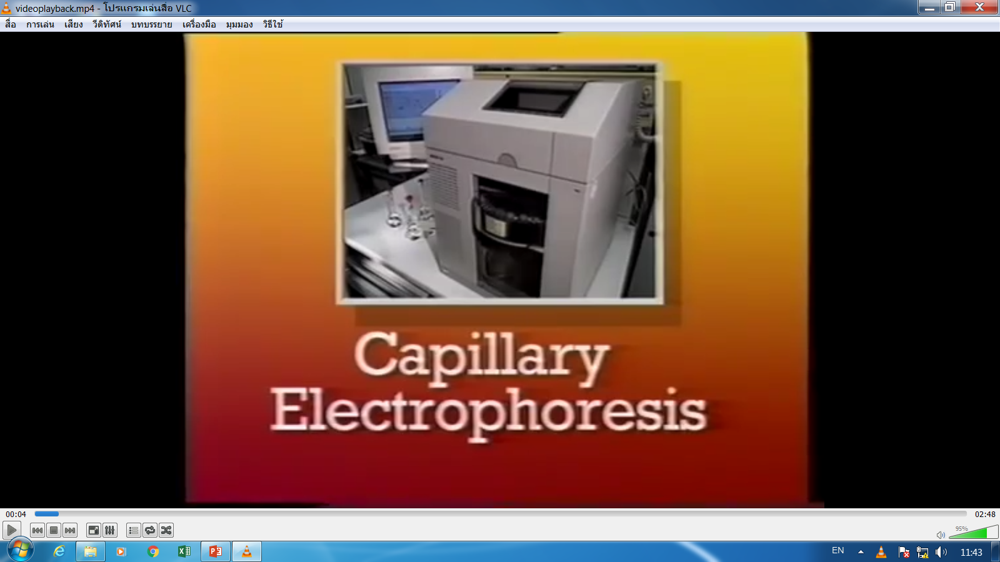 videoplayback.mp4 - โปรแกรมเล่นสื่อ VLC
สื่อ การเล่น เสียง วีดิทัศน์ บทบรรยาย เครื่องมือ มุมมอง วิธีใช้
Capillary
Electrophoresis
00:04 02:48
95%
EN 11:43